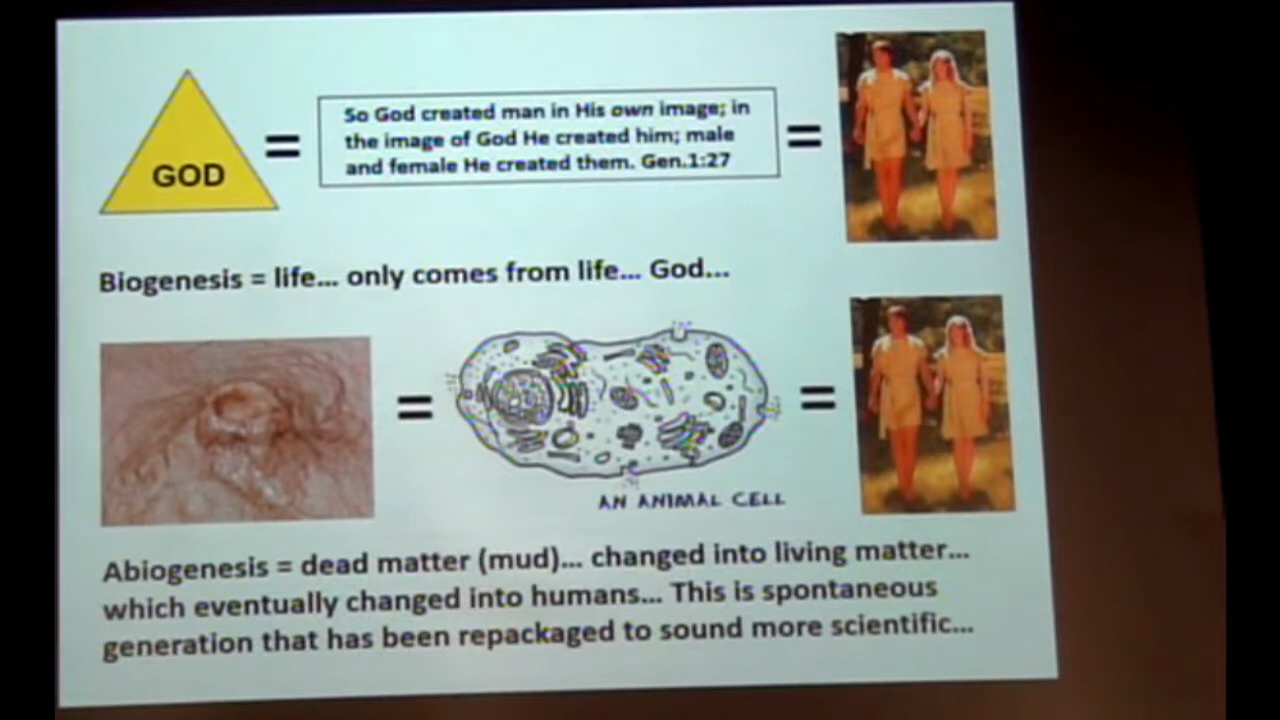 GOD
=
So God created man in His own image; in
the image of God He created him; male
and female He created them. Gen.1:27
=
Biogenesis = life... only comes from life... God...
=
=
AN ANIMAL CELL
Abiogenesis = dead matter (mud)... changed into living matter...
which eventually changed into humans... This is spontaneous
generation that has been repackaged to sound more scientific...